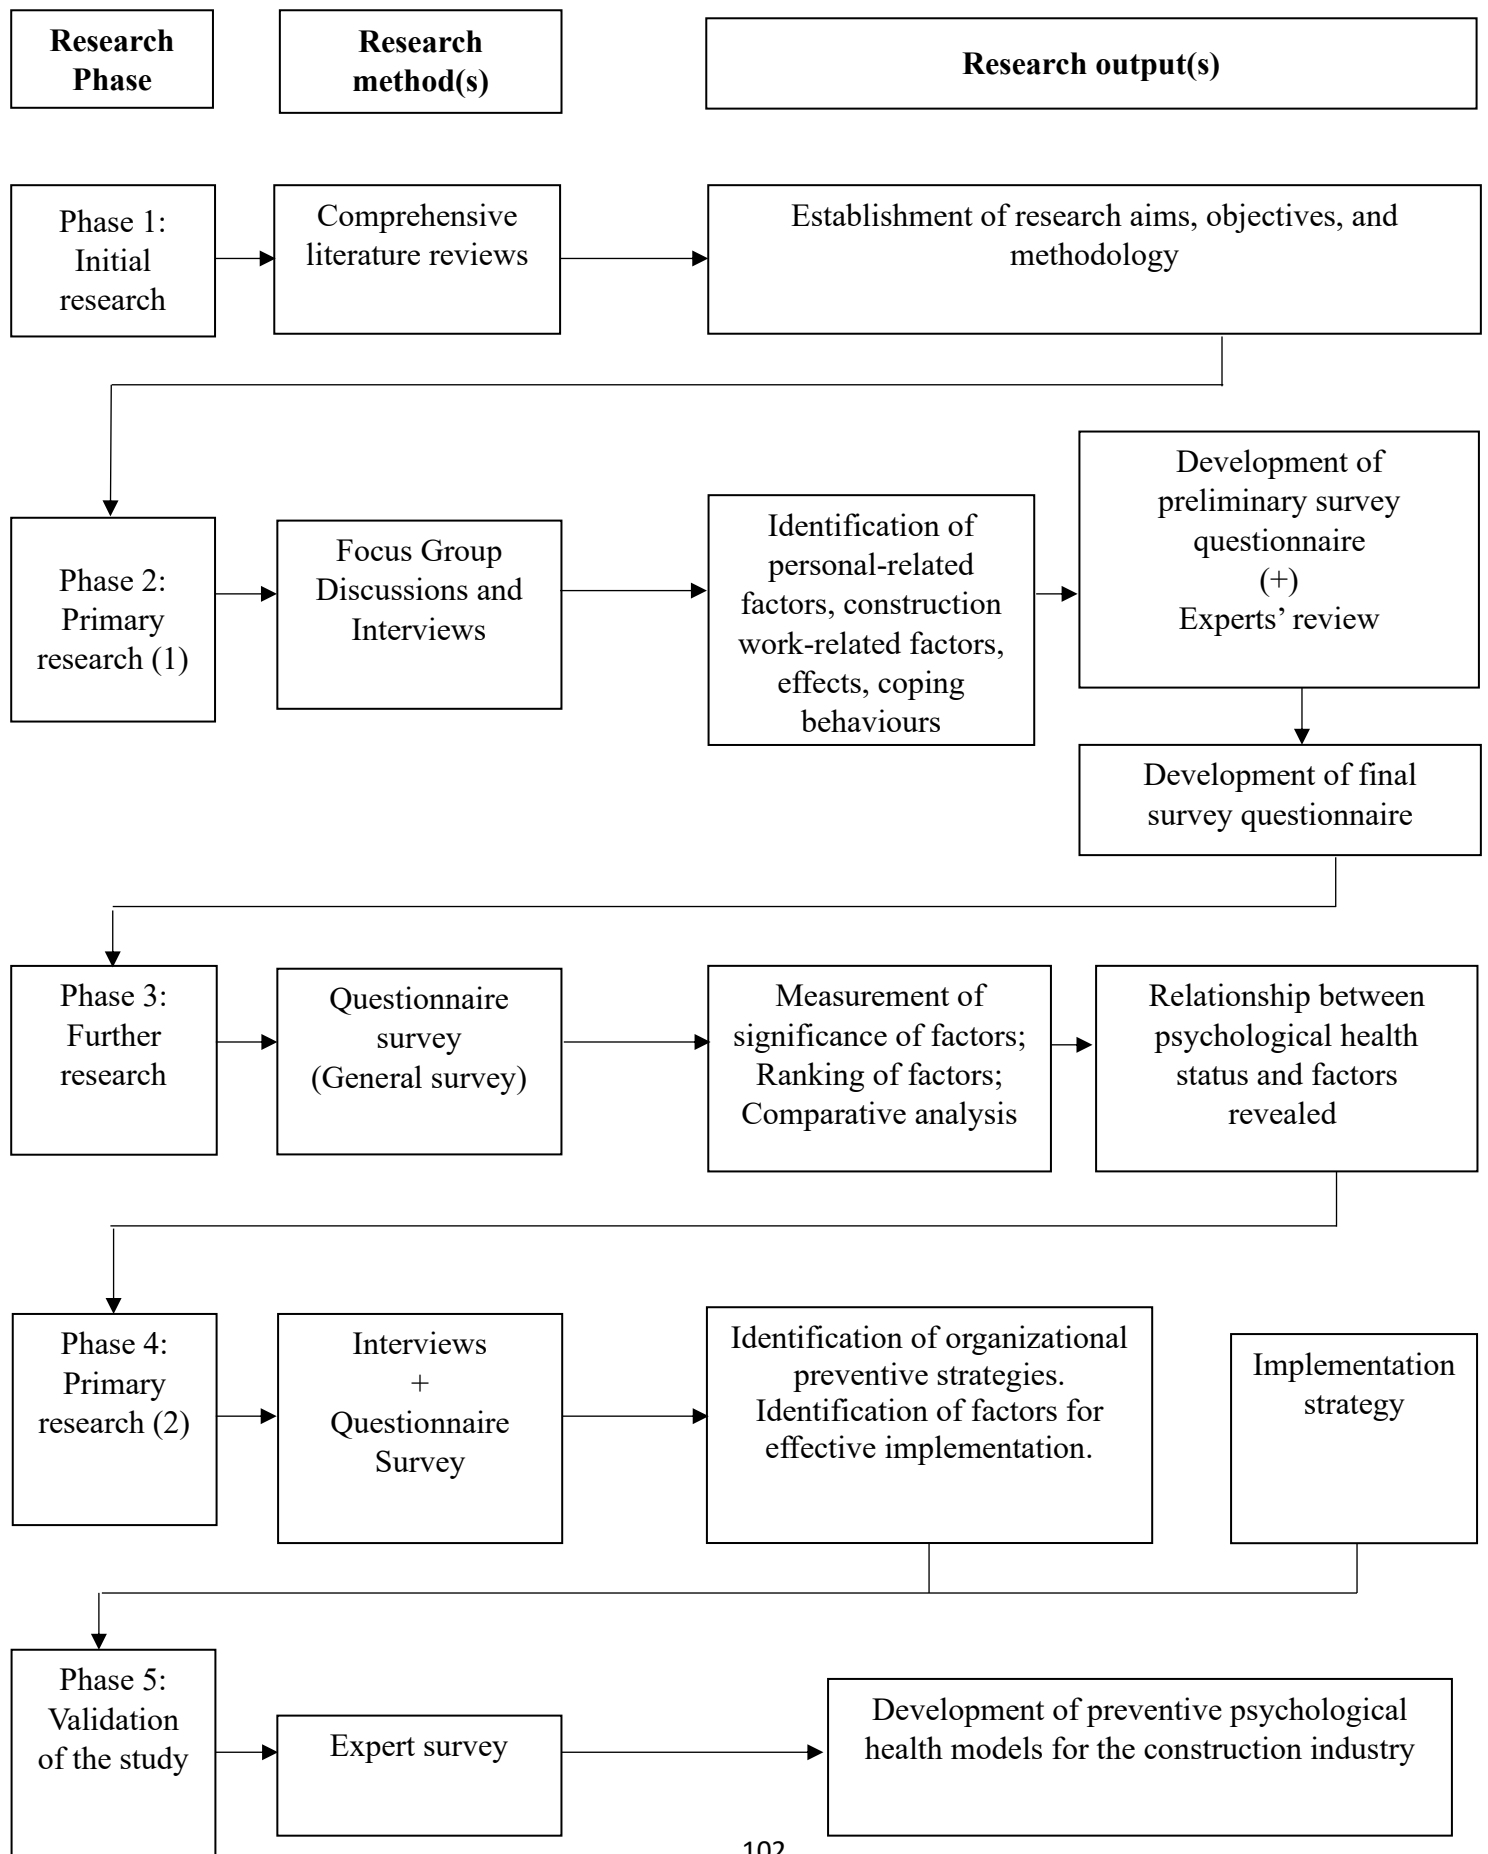 Research
Phase
Research
method(s)
Research output(s)
Phase 1:
Initial
research
Comprehensive
literature reviews
Establishment of research aims, objectives, and
methodology
Phase 2:
Primary
research (1)
Focus Group
Discussions and
Interviews
Identification of
personal-related
factors, construction
work-related factors,
effects, coping
behaviours
Development of
preliminary survey
questionnaire
(+)
Experts’ review
Development of final
survey questionnaire
Phase 3:
Further
research
Questionnaire
survey
(General survey)
Measurement of
significance of factors;
Ranking of factors;
Comparative analysis
Relationship between
psychological health
status and factors
revealed
Phase 4:
Primary
research (2)
Interviews
+
Questionnaire
Survey
Identification of organizational
preventive strategies.
Identification of factors for
effective implementation.
Implementation
strategy
Phase 5:
Validation
of the study
Expert survey
Development of preventive psychological
health models for the construction industry
102